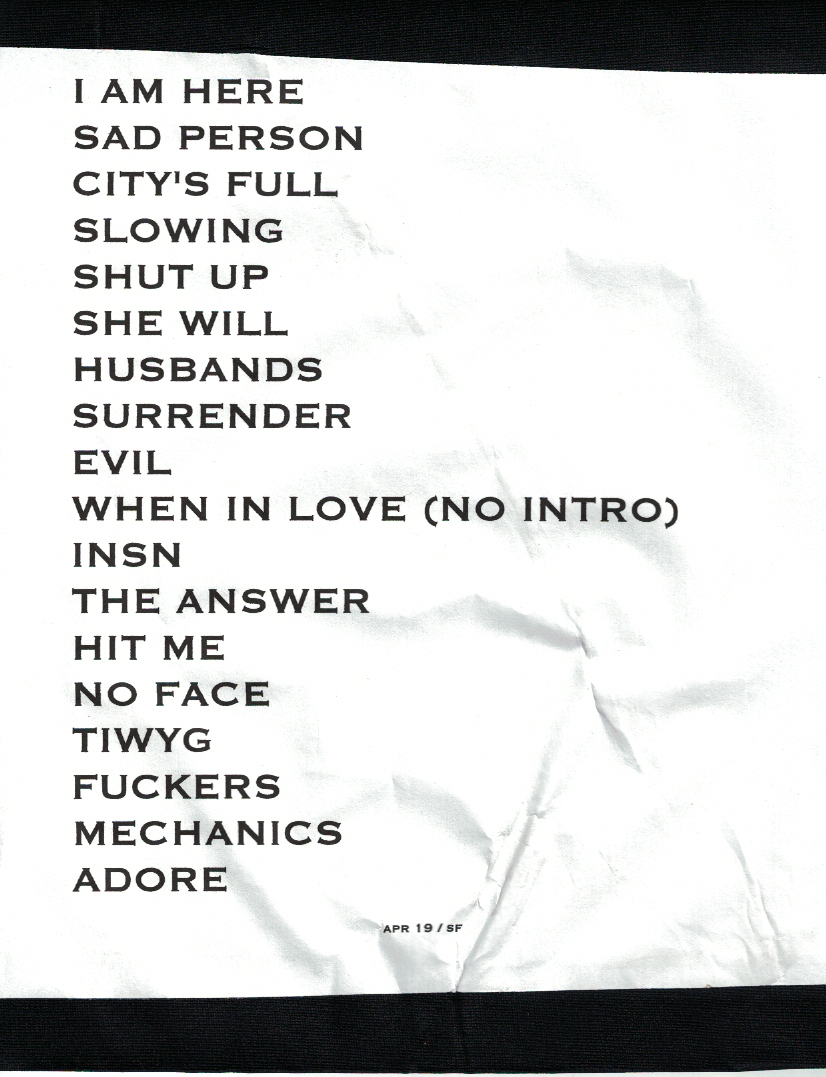 I AM HERE
SAD PERSON
CITY'S FULL
SLOWING
SHUT UP
SHE WILL
HUSBANDS
SURRENDER
EVIL
WHEN IN LOVE (NO INTRO)
INSN
THE ANSWER
HIT ME
NO FACE
TIWYG
FUCKERS
MECHANICS
ADORE
APR 19 / SF